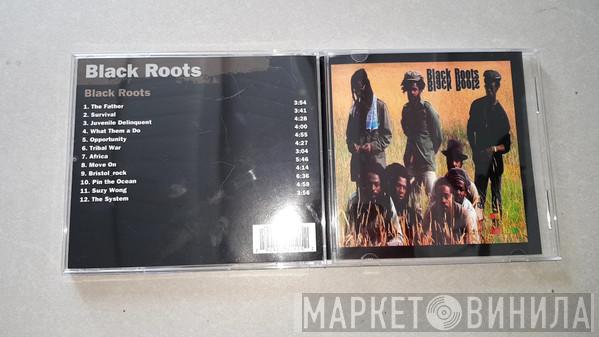 Black Roots
Black Roots
1. The Father 3:54
2. Survival 3:41
3. Juvenile Delinquent 4:28
4. What Them a Do 4:00
5. Opportunity 4:55
6. Tribal War 4:27
7. Africa 3:04
8. Move On 5:46
9. Bristol rock 4:14
10. Pin the Ocean 6:36
11. Suzy Wong 4:58
12. The System 3:54
Black Roots
Black Roots
МАРКЕТ ВИНИЛА